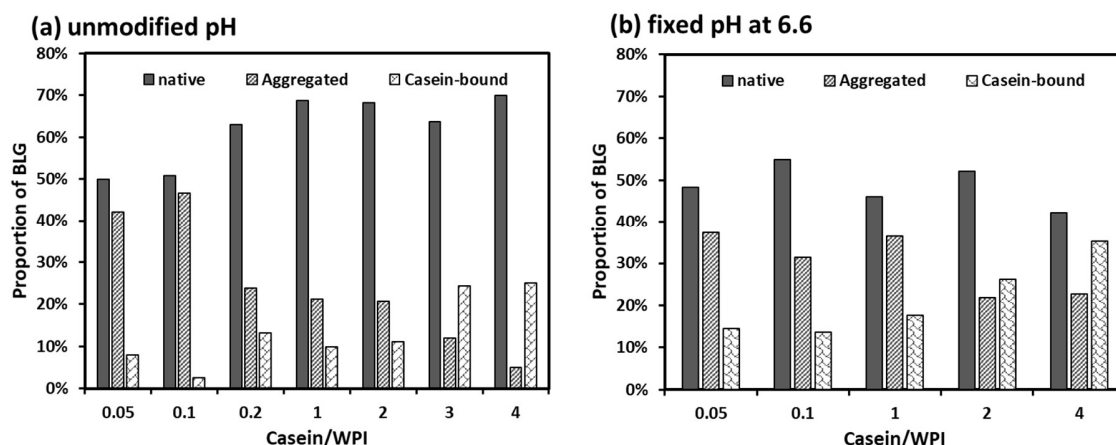 (a) unmodified pH
80%
70%
60%
50%
40%
30%
20%
10%
0%
Proportion of BLG
native Aggregated Casein-bound
0.05 0.1 0.2 1 2 3 4
Casein/WPI
(b) fixed pH at 6.6
80%
70%
60%
50%
40%
30%
20%
10%
0%
Proportion of BLG
native Aggregated Casein-bound
0.05 0.1 1 2 4
Casein/WPI